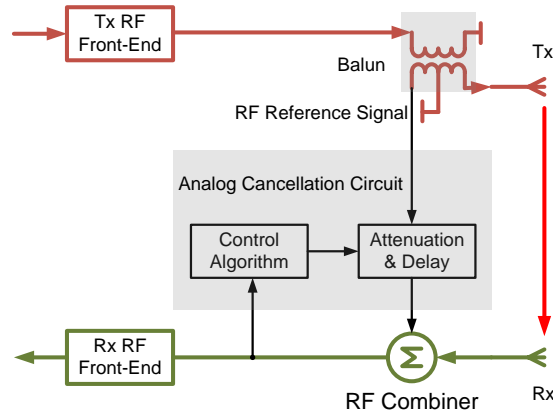 Tx RF
Front-End
Balun
Tx
RF Reference Signal
Analog Cancellation Circuit
Control
Algorithm
Attenuation
& Delay
Rx RF
Front-End
Σ
Rx
RF Combiner